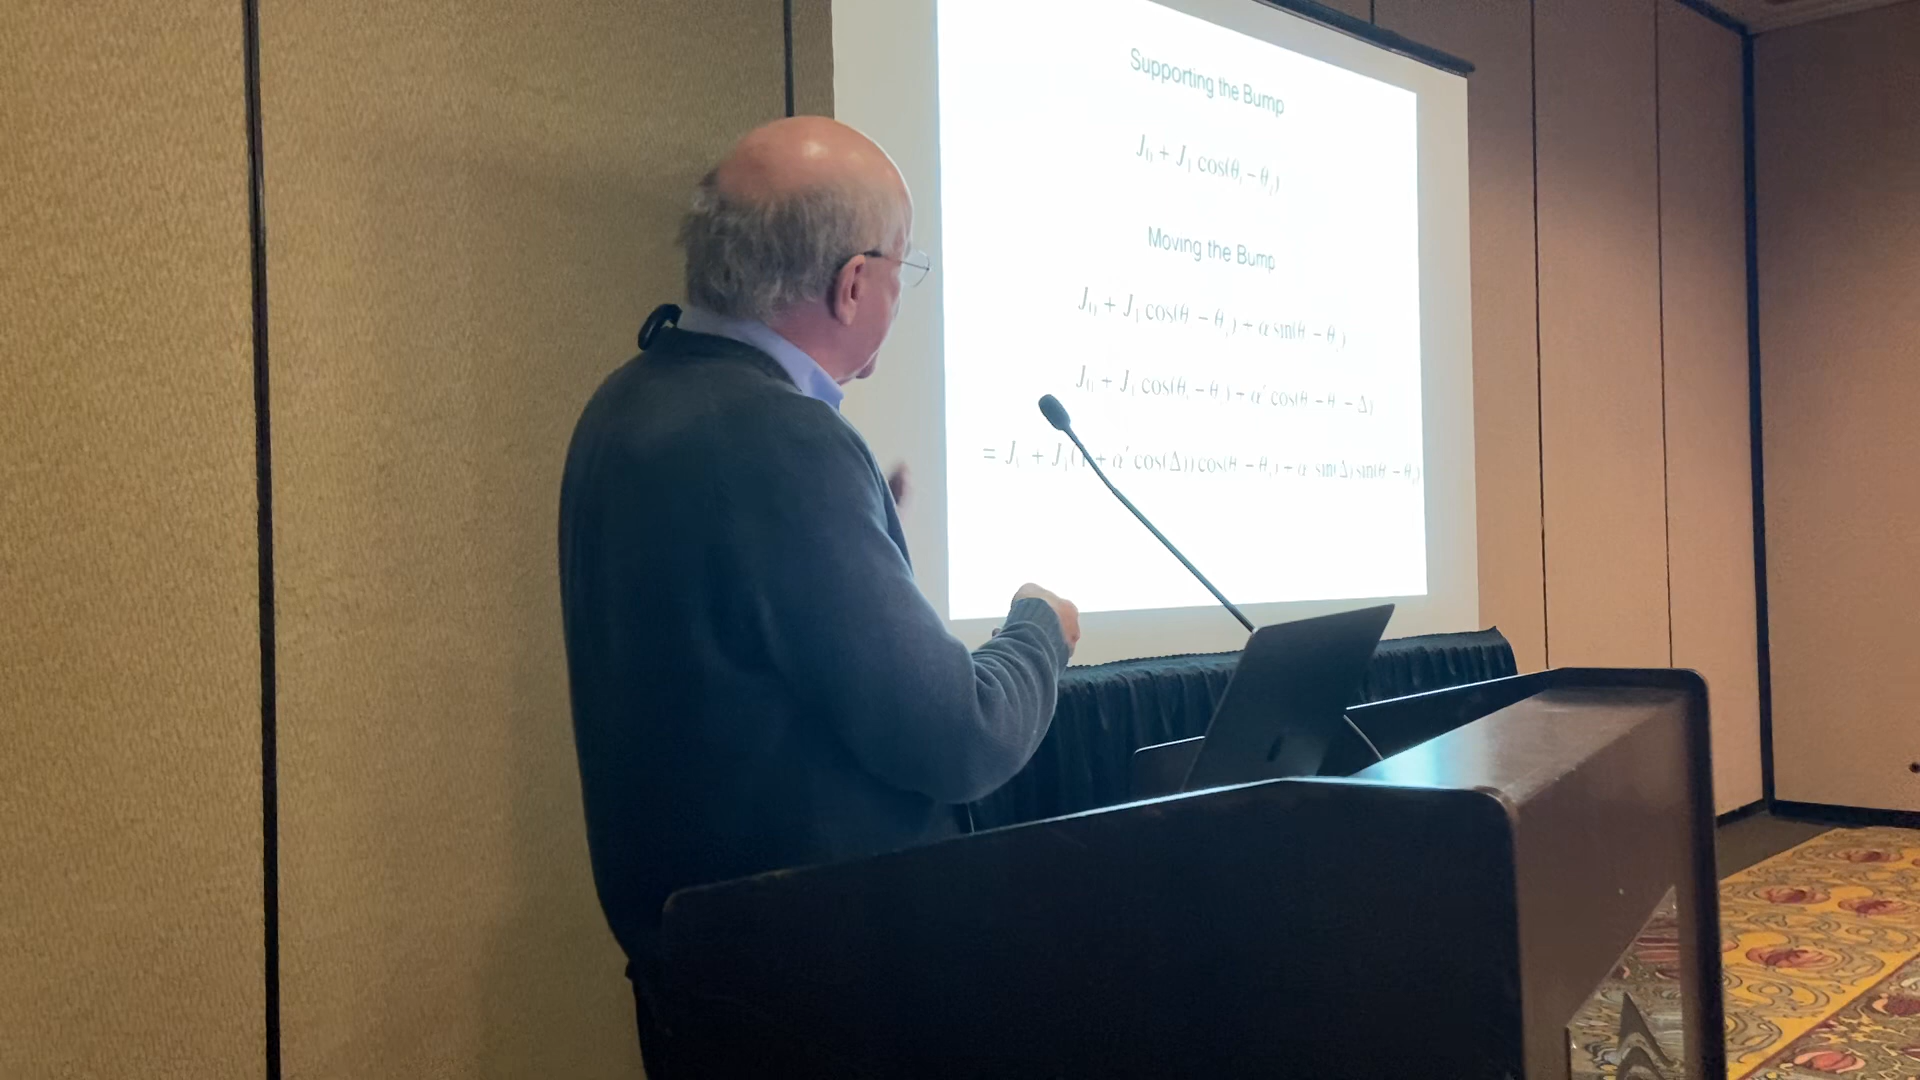 Supporting the Bump
J₀ + J₁ cos(θᵢ − θⱼ)
Moving the Bump
J₀ + J₁ cos(θᵢ − θⱼ) + α sin(θᵢ − θⱼ)
J₀ + J₁ cos(θᵢ − θⱼ) + α′ cos(θᵢ − θⱼ − Δ)
= J₀ + J₁(1 + α′ cos(Δ)) cos(θᵢ − θⱼ) + α′ sin(Δ) sin(θᵢ − θⱼ)